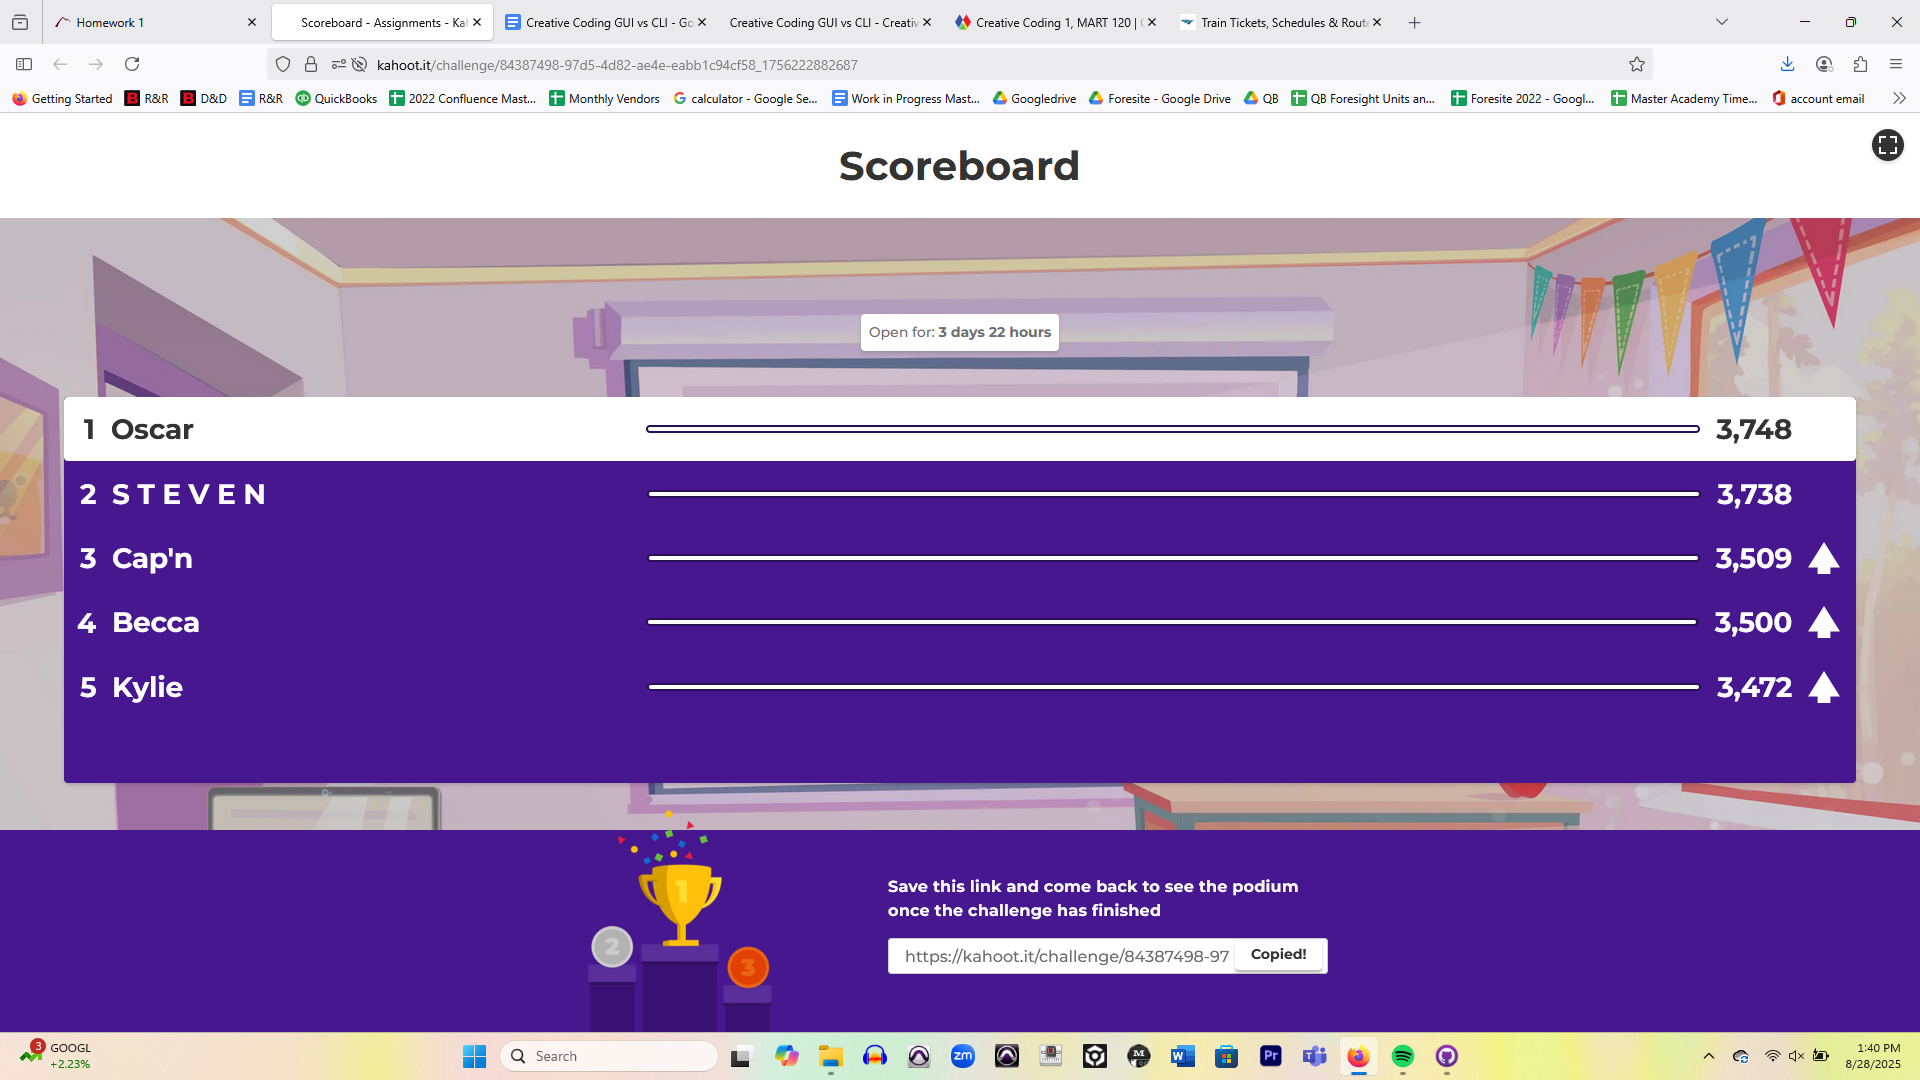 Homework 1
Scoreboard - Assignments - Kal
Creative Coding GUI vs CLI - Go
Creative Coding GUI vs CLI - Creativ
Creative Coding 1, MART 120 |
Train Tickets, Schedules & Rout
kahoot.it/challenge/84387498-97d5-4d82-ae4e-eabb1c94cf58_1756222882687
Getting Started
R&R
D&D
R&R
QuickBooks
2022 Confluence Mast...
Monthly Vendors
calculator - Google Se...
Work in Progress Mast...
Googledrive
Foresite - Google Drive
QB
QB Foresight Units an...
Foresite 2022 - Googl...
Master Academy Time...
account email
Scoreboard
Open for: 3 days 22 hours
1 Oscar 3,748
2 S T E V E N 3,738
3 Cap'n 3,509
4 Becca 3,500
5 Kylie 3,472
1
2
3
Save this link and come back to see the podium
once the challenge has finished
https://kahoot.it/challenge/84387498-97 Copied!
3
GOOGL
+2.23%
Search
zm
M
W
Pr
1:40 PM
8/28/2025